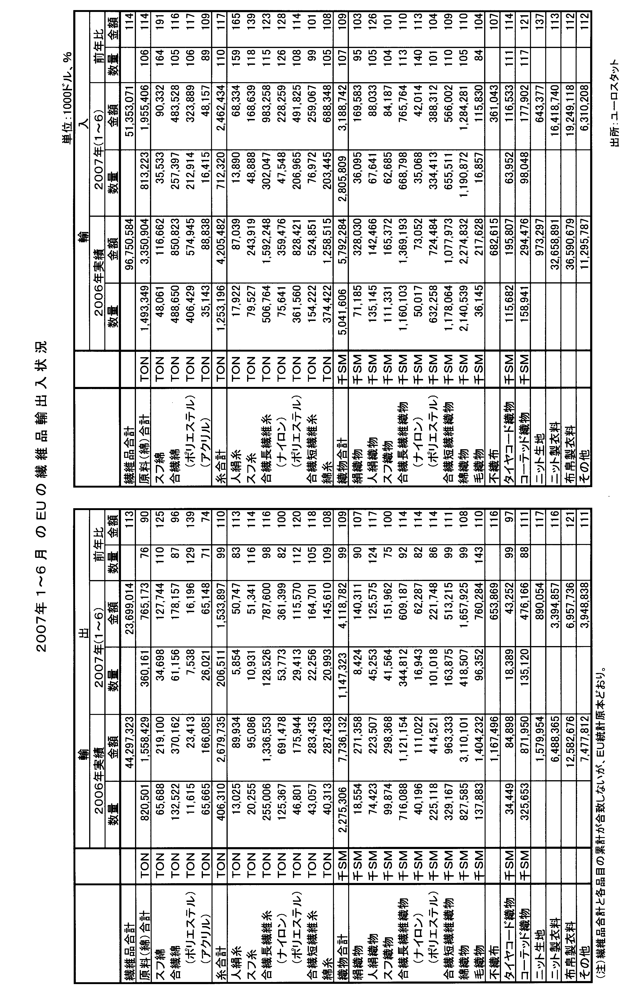 2007年1～6月 のEUの繊維品輸出入状況
単位：1000ドル、％
輸 出
2006年実績 2007年(1～6) 前年比
数量 金額 数量 金額 数量 金額
繊維品合計 44,297,323 23,699,014 113
原料(綿)合計 TON 820,501 1,558,429 360,161 765,173 76 90
スフ綿 TON 65,688 219,100 34,698 127,744 110 125
合繊綿 TON 132,522 370,162 61,156 178,157 87 96
(ポリエステル) TON 11,615 23,413 7,538 16,196 129 139
(アクリル) TON 65,665 166,085 26,021 65,148 71 74
糸合計 TON 406,310 2,679,735 206,511 1,533,897 99 110
人絹糸 TON 13,025 89,934 5,854 50,747 83 113
スフ糸 TON 20,255 95,086 10,931 51,341 116 114
合繊長繊維糸 TON 255,006 1,336,553 128,526 787,600 98 116
(ナイロン) TON 125,367 691,478 53,773 361,399 82 100
(ポリエステル) TON 46,801 175,944 29,413 115,570 112 120
合繊短繊維糸 TON 43,057 283,435 22,256 164,701 105 118
綿糸 TON 40,313 287,438 20,993 145,610 109 108
織物合計 千SM 2,275,306 7,736,132 1,147,323 4,118,782 99 109
絹織物 千SM 18,554 271,358 8,424 140,311 90 107
人絹織物 千SM 74,423 223,507 45,253 125,575 124 117
スフ織物 千SM 99,874 298,368 41,564 151,962 75 100
合繊長繊維織物 千SM 716,088 1,121,154 344,812 609,187 92 114
(ナイロン) 千SM 40,196 111,022 16,943 62,287 82 114
(ポリエステル) 千SM 225,118 414,521 101,018 221,748 86 114
合繊短繊維織物 千SM 329,167 963,333 163,875 513,215 99 111
綿織物 千SM 827,585 3,110,101 418,507 1,657,925 99 108
毛織物 千SM 137,883 1,404,232 96,352 760,284 143 110
不織布 1,167,496 653,869 116
タイヤコード織物 千SM 34,449 84,898 18,389 43,252 99 97
コーテッド織物 千SM 325,653 871,950 135,120 476,166 88 111
ニット生地 1,579,954 890,054 117
ニット製衣料 6,488,365 3,394,857 116
布帛製衣料 12,582,676 6,957,736 121
その他 7,477,812 3,948,838 111
(注)繊維品合計と各品目の累計が合致しないが、EU統計原本どおり。
輸 入
2006年実績 2007年(1～6) 前年比
数量 金額 数量 金額 数量 金額
繊維品合計 96,750,584 51,353,071 114
原料(綿)合計 TON 1,493,349 3,350,904 813,223 1,955,406 106 114
スフ綿 TON 48,061 116,662 35,533 90,332 164 191
合繊綿 TON 488,650 850,823 257,397 483,528 105 116
(ポリエステル) TON 406,429 574,945 212,914 323,889 106 117
(アクリル) TON 35,143 88,838 16,415 48,157 89 109
糸合計 TON 1,253,196 4,205,482 712,320 2,462,434 110 117
人絹糸 TON 17,922 87,039 13,890 68,334 159 165
スフ糸 TON 79,527 243,919 48,888 168,639 118 139
合繊長繊維糸 TON 506,764 1,592,248 302,047 983,258 115 123
(ナイロン) TON 75,641 359,476 47,548 228,259 126 128
(ポリエステル) TON 361,560 828,421 206,965 491,825 108 114
合繊短繊維糸 TON 154,222 524,851 76,972 259,067 99 101
綿糸 TON 374,422 1,258,515 203,445 688,348 105 108
織物合計 千SM 5,041,606 5,792,284 2,805,809 3,188,742 107 109
絹織物 千SM 71,185 328,030 36,095 169,583 95 103
人絹織物 千SM 135,145 142,466 67,641 88,033 105 126
スフ織物 千SM 111,331 165,372 62,685 84,187 104 101
合繊長繊維織物 千SM 1,160,103 1,369,193 668,798 765,764 113 110
(ナイロン) 千SM 50,017 73,052 35,068 42,014 140 113
(ポリエステル) 千SM 632,258 724,484 334,413 388,312 101 104
合繊短繊維織物 千SM 1,178,064 1,077,973 655,511 566,002 110 109
綿織物 千SM 2,140,539 2,274,832 1,190,872 1,284,281 105 110
毛織物 千SM 36,145 217,628 16,857 115,830 84 104
不織布 682,615 361,043 107
タイヤコード織物 千SM 115,682 195,807 63,952 116,533 111 114
コーテッド織物 千SM 158,941 294,476 98,048 177,902 117 121
ニット生地 973,297 643,377 137
ニット製衣料 32,658,891 16,418,740 113
布帛製衣料 36,590,679 19,249,118 112
その他 11,295,787 6,310,208 112
出所：ユーロスタット